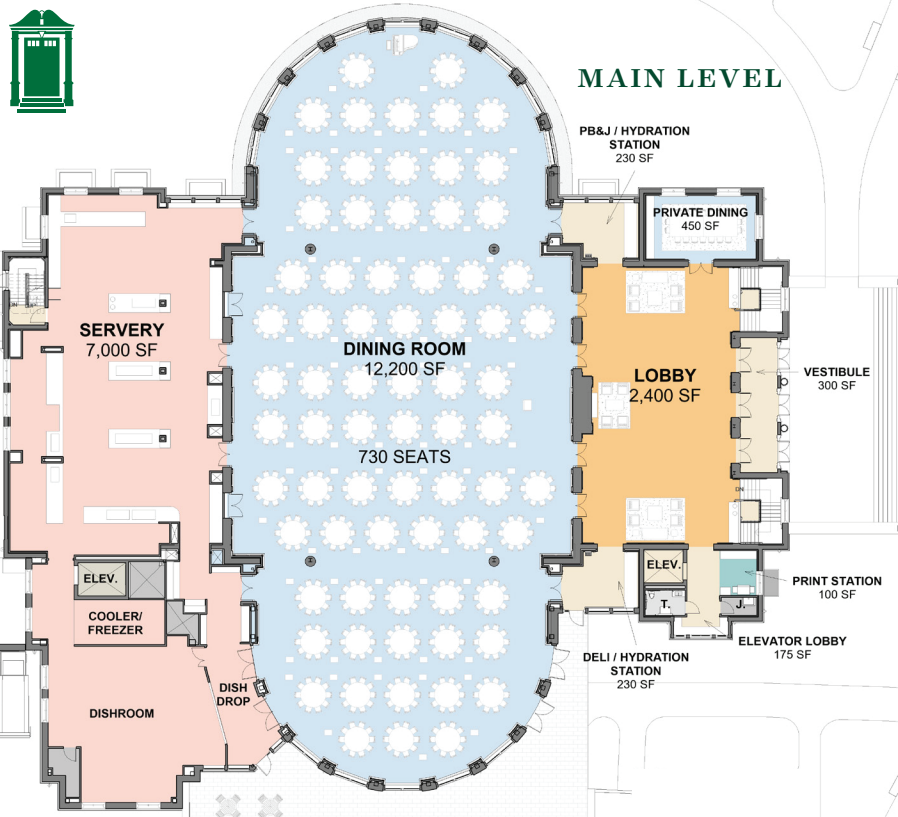 MAIN LEVEL
PB&J / HYDRATION
STATION
230 SF
PRIVATE DINING
450 SF
SERVERY
7,000 SF
DINING ROOM
12,200 SF
730 SEATS
LOBBY
2,400 SF
VESTIBULE
300 SF
DN
ELEV.
COOLER/
FREEZER
DISHROOM
DISH
DROP
ELEV.
T.
J.
PRINT STATION
100 SF
ELEVATOR LOBBY
175 SF
DELI / HYDRATION
STATION
230 SF